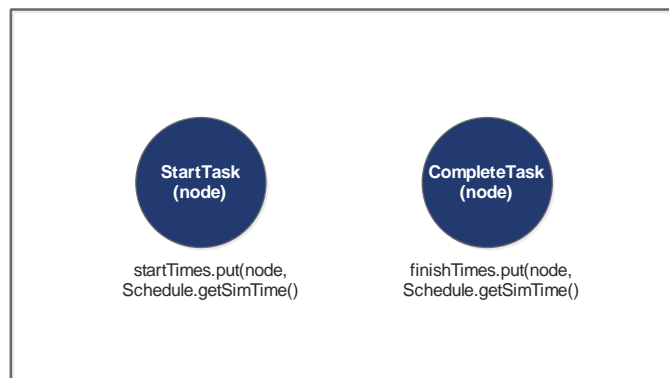 StartTask
(node)
CompleteTask
(node)
startTimes.put(node,
Schedule.getSimTime()
finishTimes.put(node,
Schedule.getSimTime()